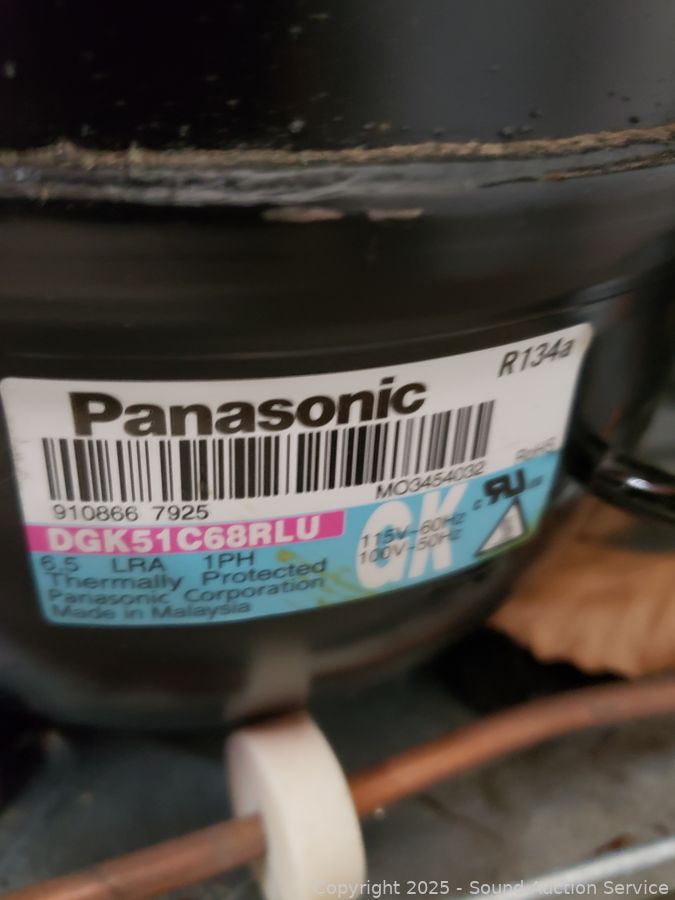 R134a
Panasonic
MO3454032
910866 7925
RoHS
DGK51C68RLU
GK
115V~60Hz
100V~50Hz
6.5 LRA 1PH
Thermally Protected
Panasonic Corporation
Made in Malaysia
Copyright 2025 - Sound Auction Service